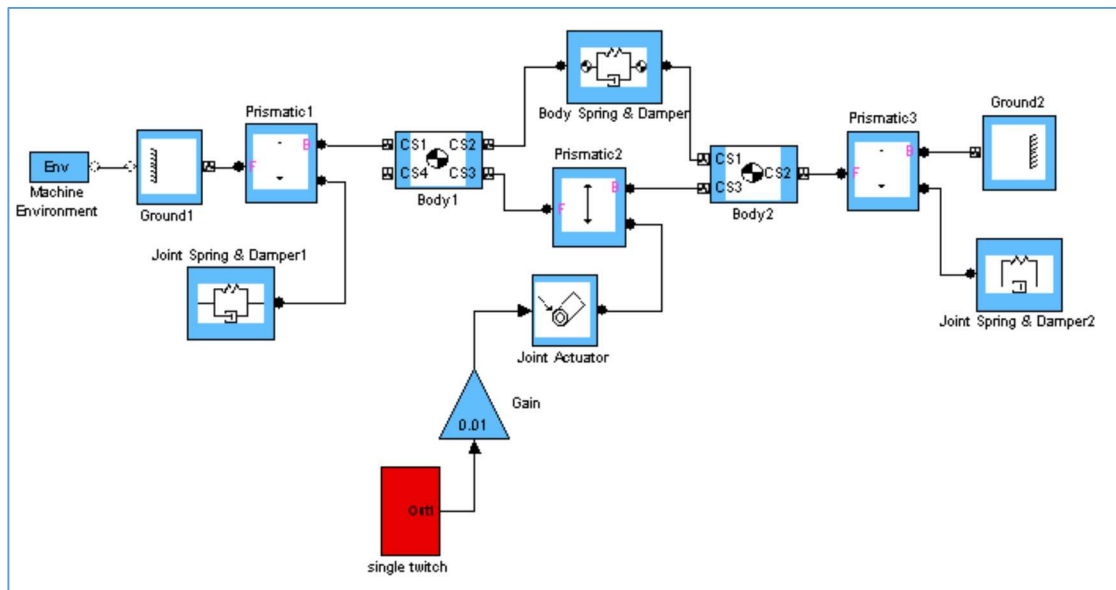 Body Spring & Damper
Prismatic1
B
F
Env
Machine
Environment
Ground1
CS1 CS2
CS4 CS3
Body1
Prismatic2
B
F
CS1
CS2
CS3
Body2
Prismatic3
B
F
Ground2
Joint Spring & Damper1
Joint Actuator
Joint Spring & Damper2
Gain
0.01
Out1
single twitch